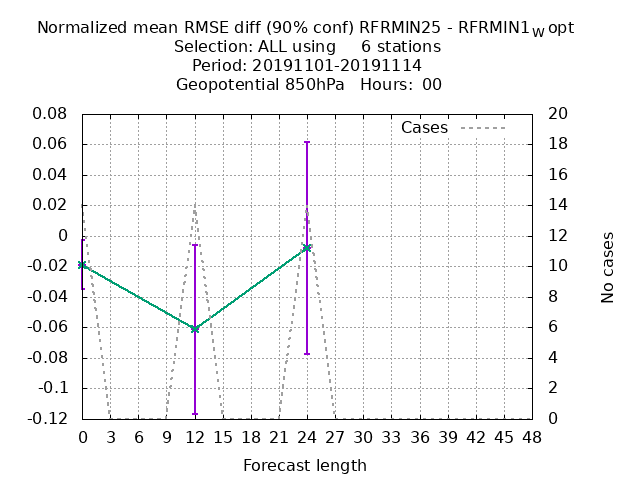 Normalized mean RMSE diff (90% conf) RFRMIN25 - RFRMIN1wopt
Selection: ALL using 6 stations
Period: 20191101-20191114
Geopotential 850hPa Hours: 00
Cases
0.08
0.06
0.04
0.02
0
-0.02
-0.04
-0.06
-0.08
-0.1
-0.12
20
18
16
14
12
10
8
6
4
2
0
No cases
0 3 6 9 12 15 18 21 24 27 30 33 36 39 42 45 48
Forecast length